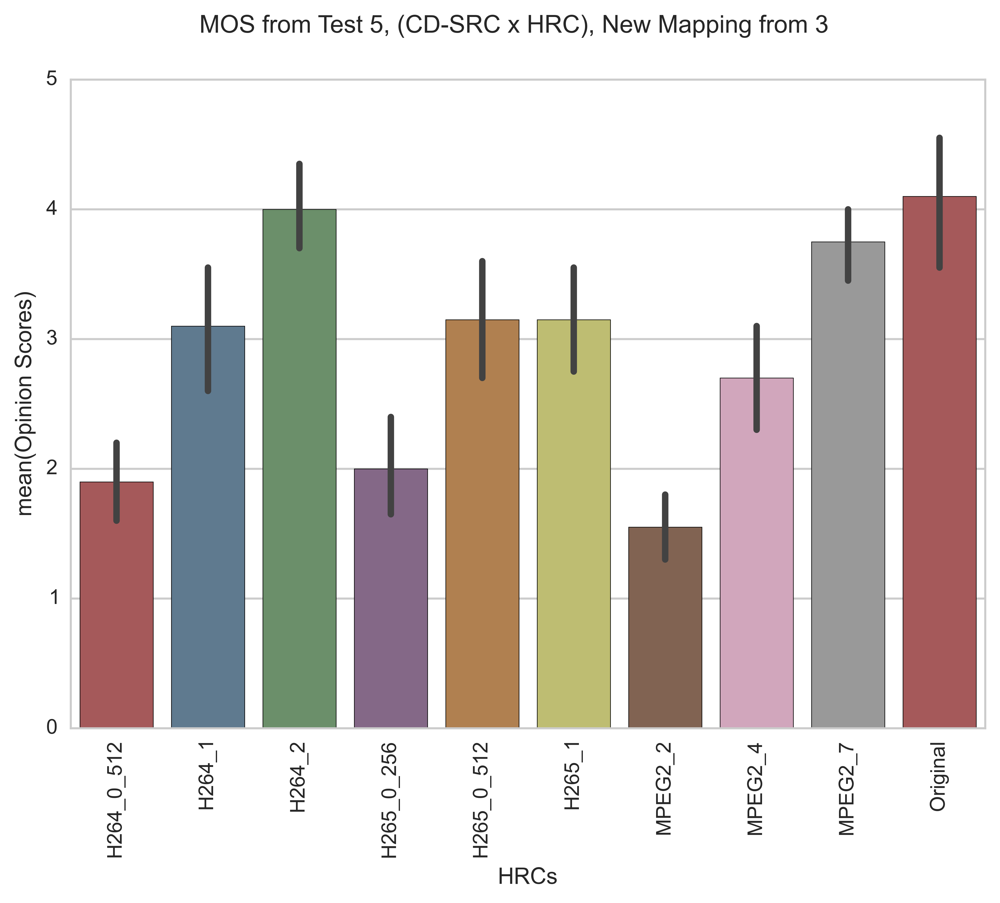 MOS from Test 5, (CD-SRC x HRC), New Mapping from 3
mean(Opinion Scores)
5
4
3
2
1
0
H264_0_512
H264_1
H264_2
H265_0_256
H265_0_512
H265_1
MPEG2_2
MPEG2_4
MPEG2_7
Original
HRCs